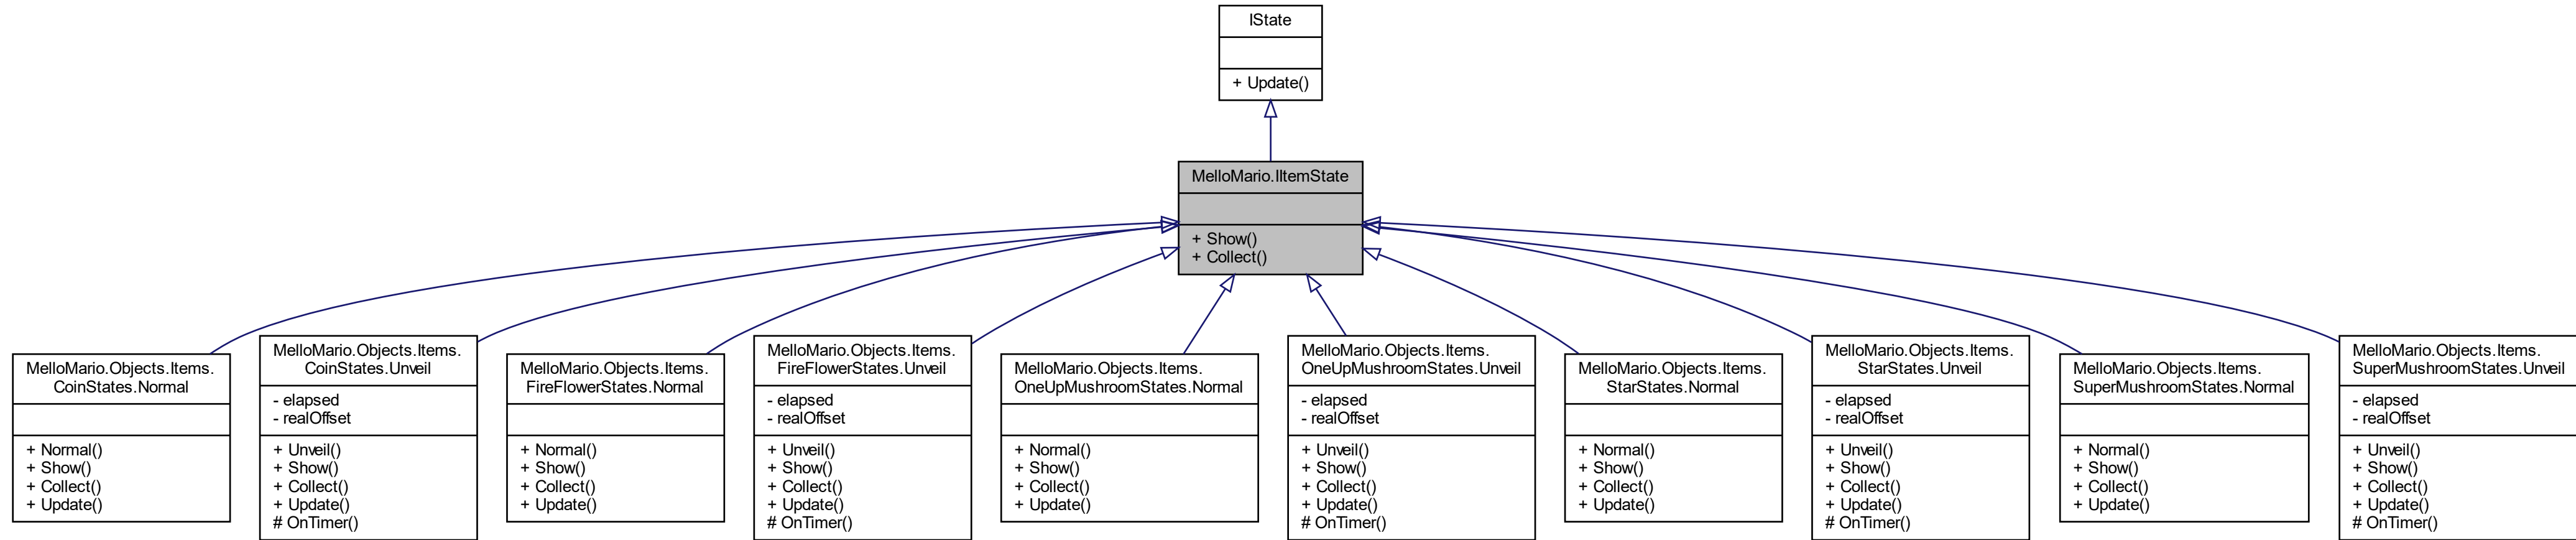 IState
+ Update()
MelloMario.IItemState
+ Show()
+ Collect()
MelloMario.Objects.Items.
CoinStates.Normal
+ Normal()
+ Show()
+ Collect()
+ Update()
MelloMario.Objects.Items.
CoinStates.Unveil
- elapsed
- realOffset
+ Unveil()
+ Show()
+ Collect()
+ Update()
# OnTimer()
MelloMario.Objects.Items.
FireFlowerStates.Normal
+ Normal()
+ Show()
+ Collect()
+ Update()
MelloMario.Objects.Items.
FireFlowerStates.Unveil
- elapsed
- realOffset
+ Unveil()
+ Show()
+ Collect()
+ Update()
# OnTimer()
MelloMario.Objects.Items.
OneUpMushroomStates.Normal
+ Normal()
+ Show()
+ Collect()
+ Update()
MelloMario.Objects.Items.
OneUpMushroomStates.Unveil
- elapsed
- realOffset
+ Unveil()
+ Show()
+ Collect()
+ Update()
# OnTimer()
MelloMario.Objects.Items.
StarStates.Normal
+ Normal()
+ Show()
+ Collect()
+ Update()
MelloMario.Objects.Items.
StarStates.Unveil
- elapsed
- realOffset
+ Unveil()
+ Show()
+ Collect()
+ Update()
# OnTimer()
MelloMario.Objects.Items.
SuperMushroomStates.Normal
+ Normal()
+ Show()
+ Collect()
+ Update()
MelloMario.Objects.Items.
SuperMushroomStates.Unveil
- elapsed
- realOffset
+ Unveil()
+ Show()
+ Collect()
+ Update()
# OnTimer()